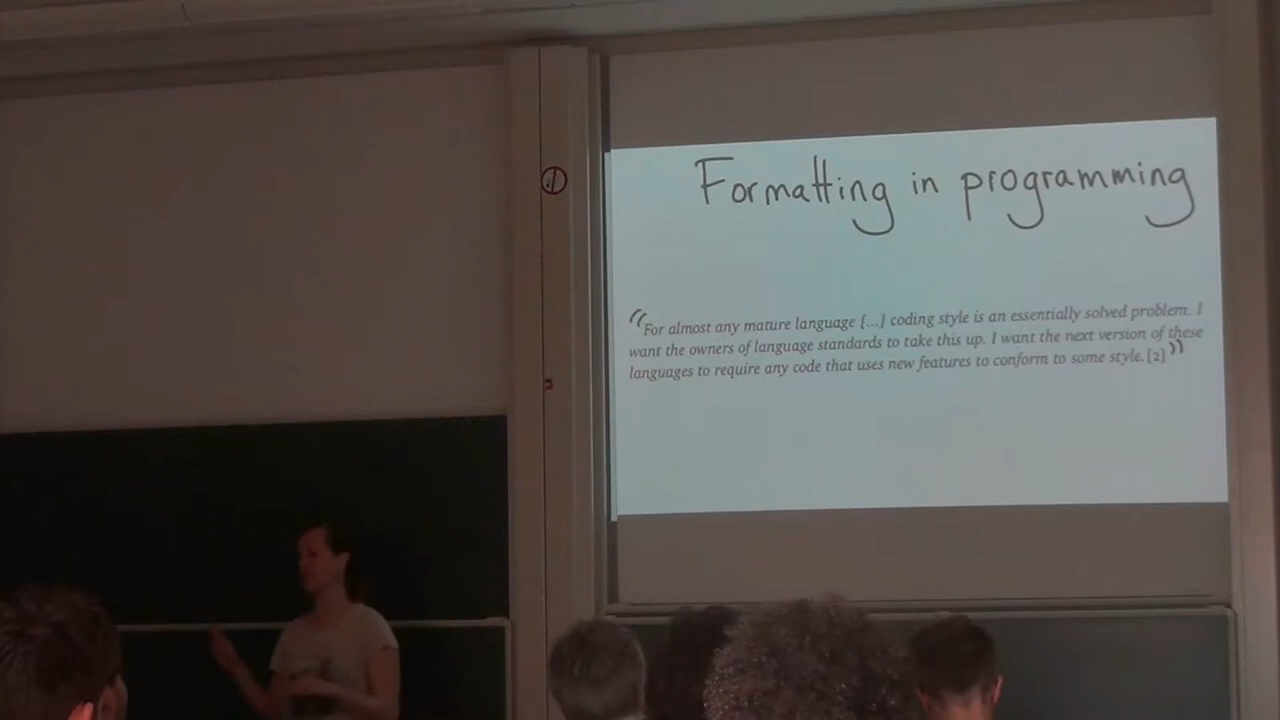 Formatting in programming
“For almost any mature language [...] coding style is an essentially solved problem. I
want the owners of language standards to take this up. I want the next version of these
languages to require any code that uses new features to conform to some style.[2]”